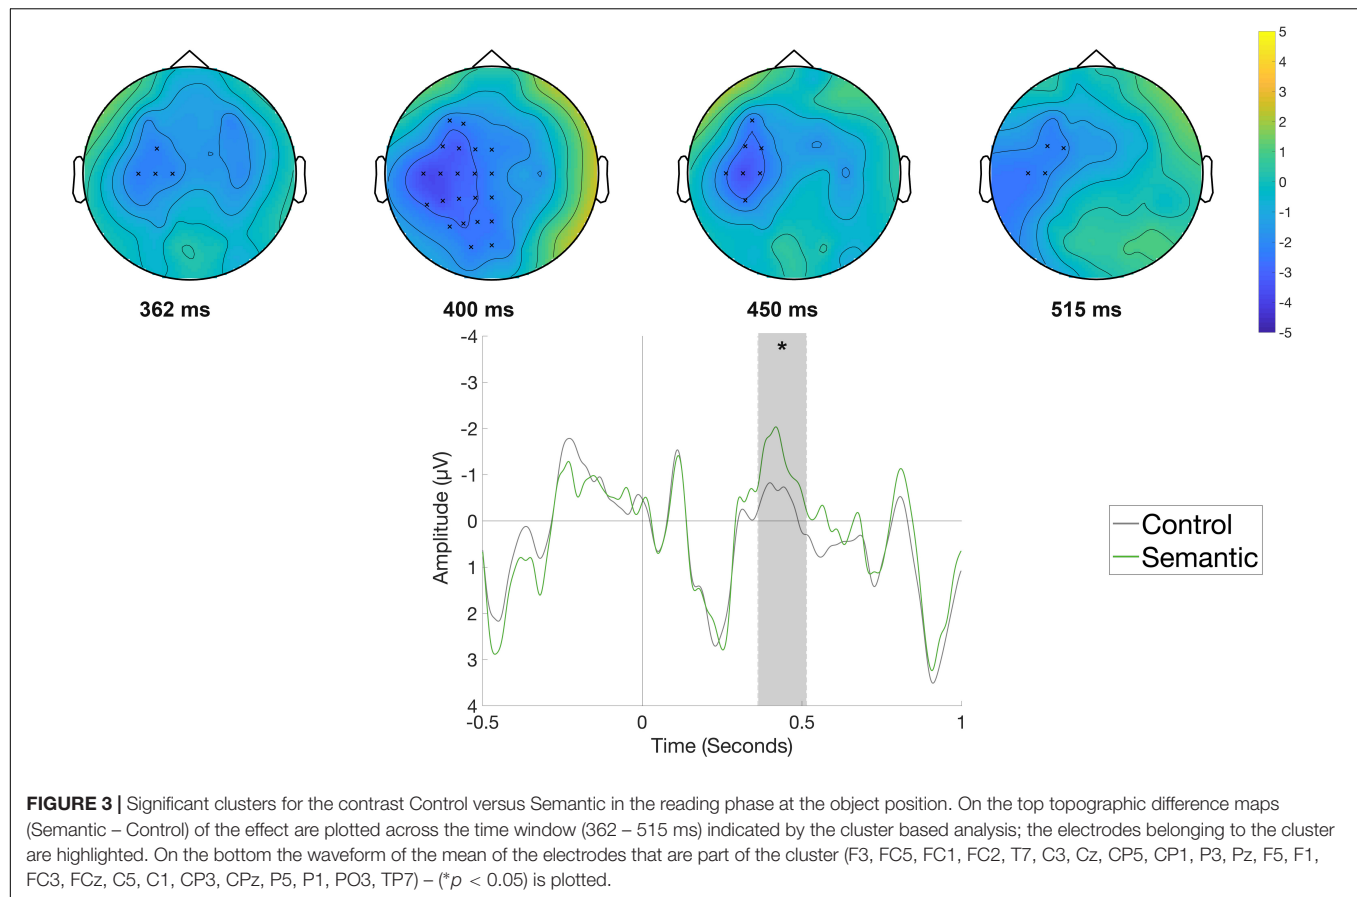 5
4
3
2
1
0
-1
-2
-3
-4
-5
362 ms
400 ms
450 ms
515 ms
-4
-3
-2
-1
0
1
2
3
4
*
Amplitude (µV)
-0.5
0
0.5
1
Time (Seconds)
Control
Semantic
FIGURE 3 | Significant clusters for the contrast Control versus Semantic in the reading phase at the object position. On the top topographic difference maps
(Semantic – Control) of the effect are plotted across the time window (362 – 515 ms) indicated by the cluster based analysis; the electrodes belonging to the cluster
are highlighted. On the bottom the waveform of the mean of the electrodes that are part of the cluster (F3, FC5, FC1, FC2, T7, C3, Cz, CP5, CP1, P3, Pz, F5, F1,
FC3, FCz, C5, C1, CP3, CPz, P5, P1, PO3, TP7) – (*p < 0.05) is plotted.